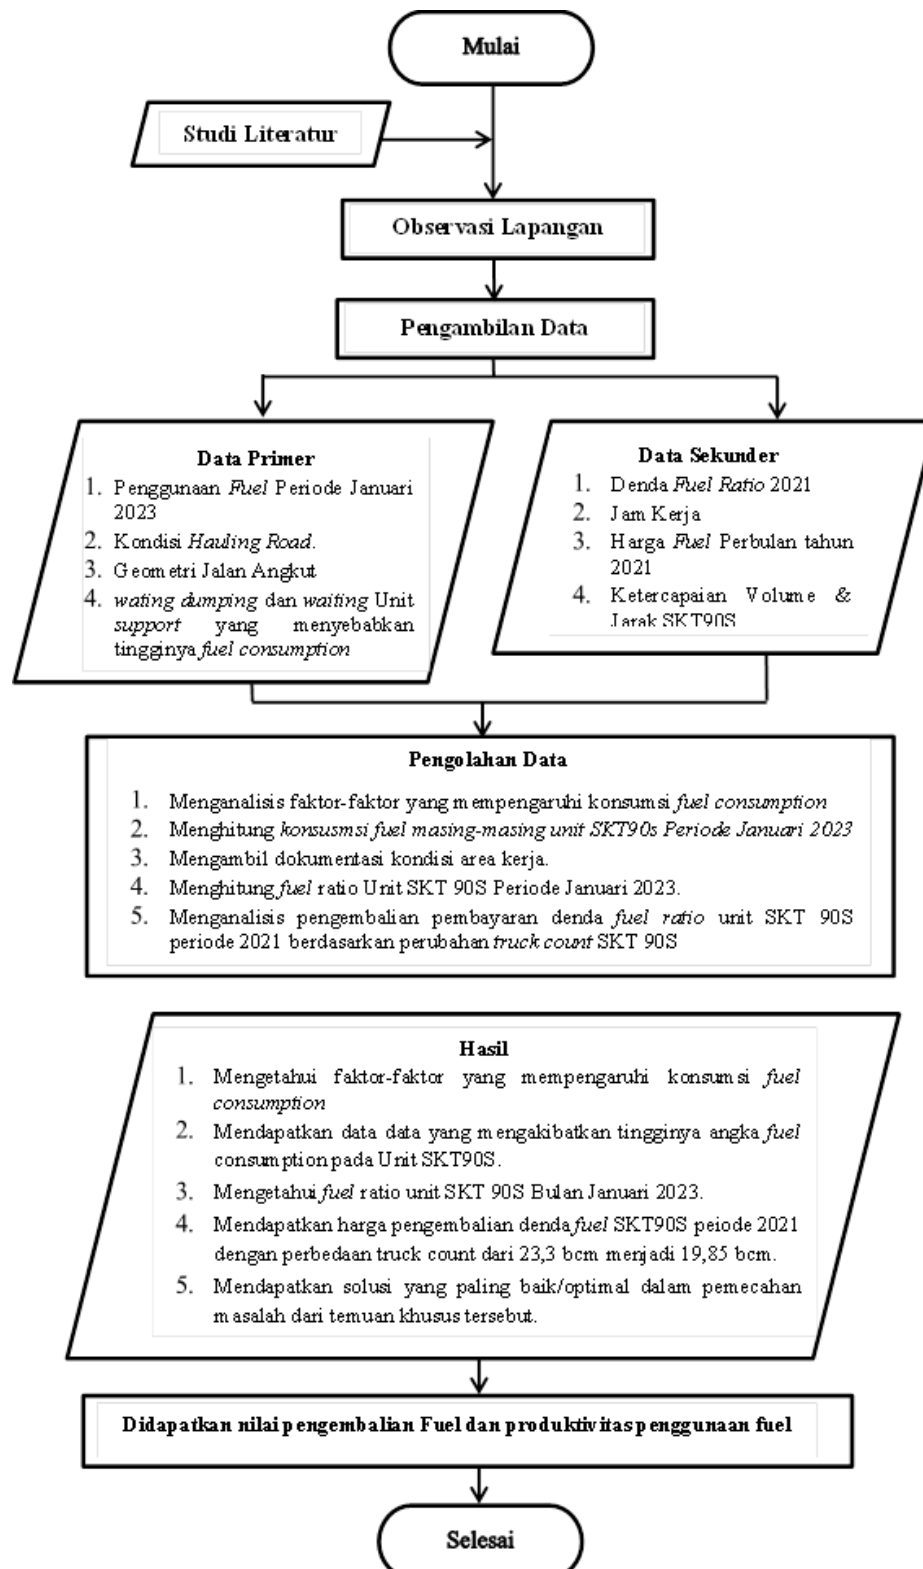 Mulai
Studi Literatur
Observasi Lapangan
Pengambilan Data
Data Primer
1. Penggunaan Fuel Periode Januari
2023
2. Kondisi Hauling Road.
3. Geometri Jalan Angkut
4. wating dumping dan waiting Unit
support yang menyebabkan
tingginya fuel consumption
Data Sekunder
1. Denda Fuel Ratio 2021
2. Jam Kerja
3. Harga Fuel Perbulan tahun
2021
4. Ketercapaian Volume &
Jarak SKT90S
Pengolahan Data
1. Menganalisis faktor-faktor yang mempengaruhi konsumsi fuel consumption
2. Menghitung konsusmsi fuel masing-masing unit SKT90s Periode Januari 2023
3. Mengambil dokumentasi kondisi area kerja.
4. Menghitung fuel ratio Unit SKT 90S Periode Januari 2023.
5. Menganalisis pengembalian pembayaran denda fuel ratio unit SKT 90S
periode 2021 berdasarkan perubahan truck count SKT 90S
Hasil
1. Mengetahui faktor-faktor yang mempengaruhi konsumsi fuel
consumption
2. Mendapatkan data data yang mengakibatkan tingginya angka fuel
consumption pada Unit SKT90S.
3. Mengetahui fuel ratio unit SKT 90S Bulan Januari 2023.
4. Mendapatkan harga pengembalian denda fuel SKT90S peiode 2021
dengan perbedaan truck count dari 23,3 bcm menjadi 19,85 bcm.
5. Mendapatkan solusi yang paling baik/optimal dalam pemecahan
masalah dari temuan khusus tersebut.
Didapatkan nilai pengembalian Fuel dan produktivitas penggunaan fuel
Selesai